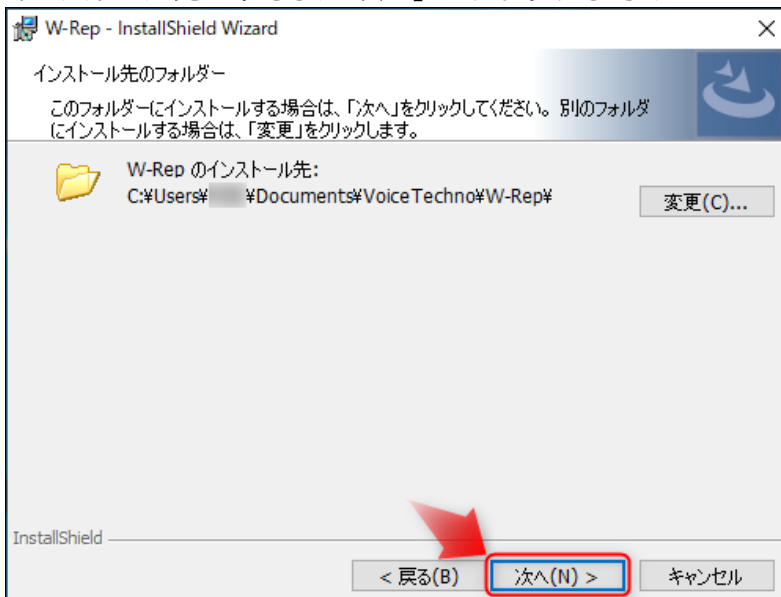 W-Rep - InstallShield Wizard
インストール先のフォルダー
このフォルダーにインストールする場合は、「次へ」をクリックしてください。別のフォルダ
にインストールする場合は、「変更」をクリックします。
W-Rep のインストール先:
C:¥Users¥ ¥Documents¥VoiceTechno¥W-Rep¥
変更(C)...
InstallShield
< 戻る(B)
次へ(N) >
キャンセル